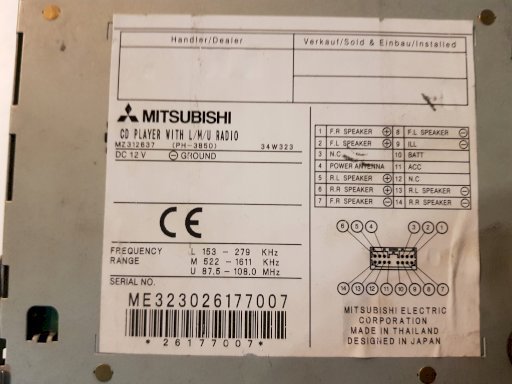 Handler/Dealer
Verkauf/Sold & Einbau/Installed
MITSUBISHI
CD PLAYER WITH L/M/U RADIO
MZ312637 (PH-3850) 34W323
DC 12 V ⊖ GROUND
CE
FREQUENCY RANGE
L 153 - 279 KHz
M 522 - 1611 KHz
U 87.5 - 108.0 MHz
SERIAL NO.
ME323026177007
*26177007*
1 F.R SPEAKER ⊕ 8 F.L SPEAKER ⊖
2 F.L SPEAKER ⊕ 9 ILL ⊖
3 N.C 10 BATT
4 POWER ANTENNA 11 ACC
5 R.L SPEAKER ⊕ 12 N.C
6 R.R SPEAKER ⊕ 13 R.L SPEAKER ⊖
7 F.R SPEAKER ⊖ 14 R.R SPEAKER ⊖
6 5 4 3 2 1
14 13 12 11 10 9 8 7
MITSUBISHI ELECTRIC
CORPORATION
MADE IN THAILAND
DESIGNED IN JAPAN